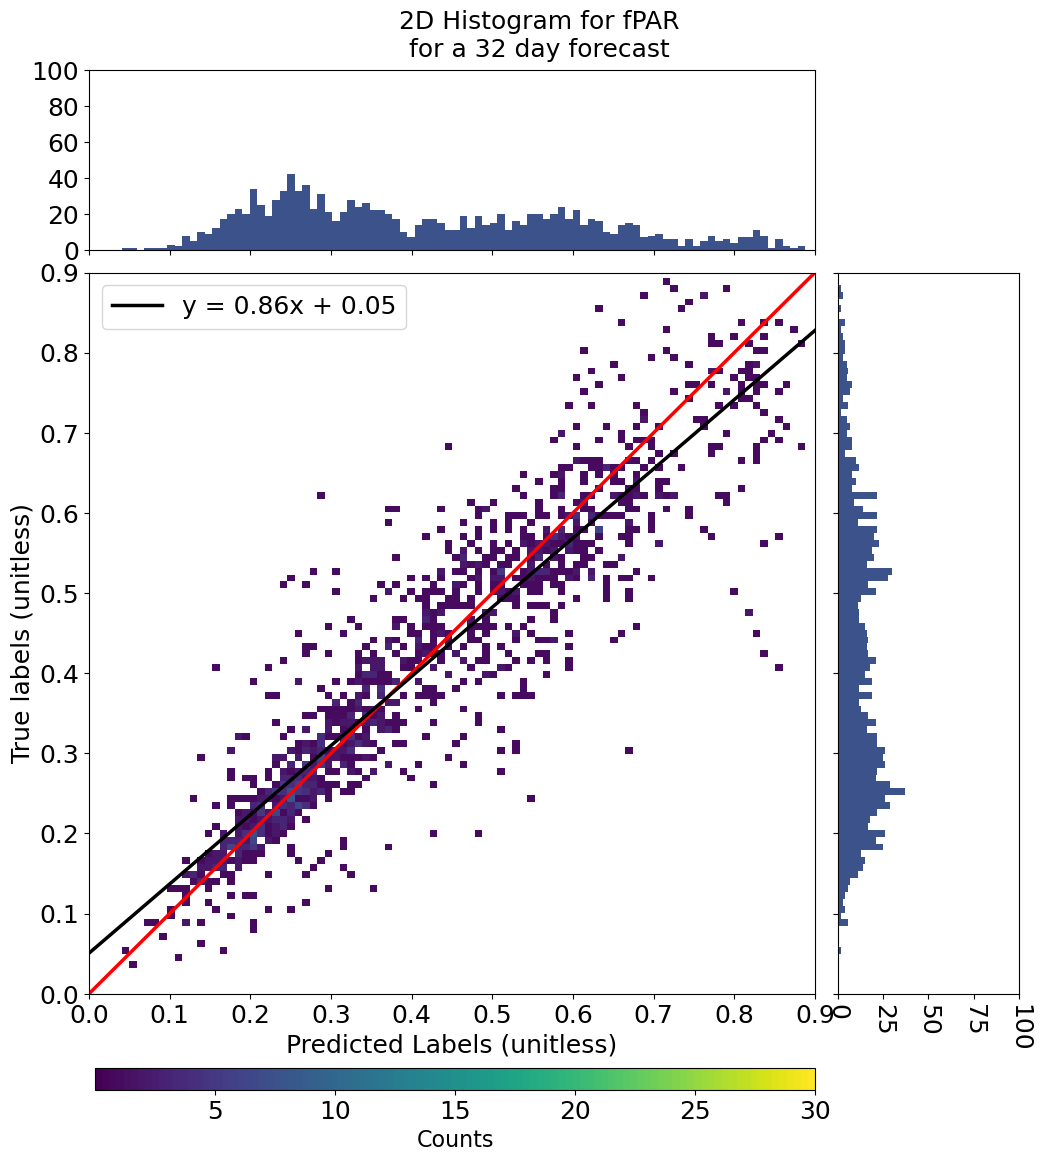 2D Histogram for fPAR
for a 32 day forecast
100
80
60
40
20
0
0.9
0.8
0.7
0.6
0.5
0.4
0.3
0.2
0.1
0.0
True labels (unitless)
y = 0.86x + 0.05
0.0 0.1 0.2 0.3 0.4 0.5 0.6 0.7 0.8 0.9
Predicted Labels (unitless)
0 25 50 75 100
5 10 15 20 25 30
Counts